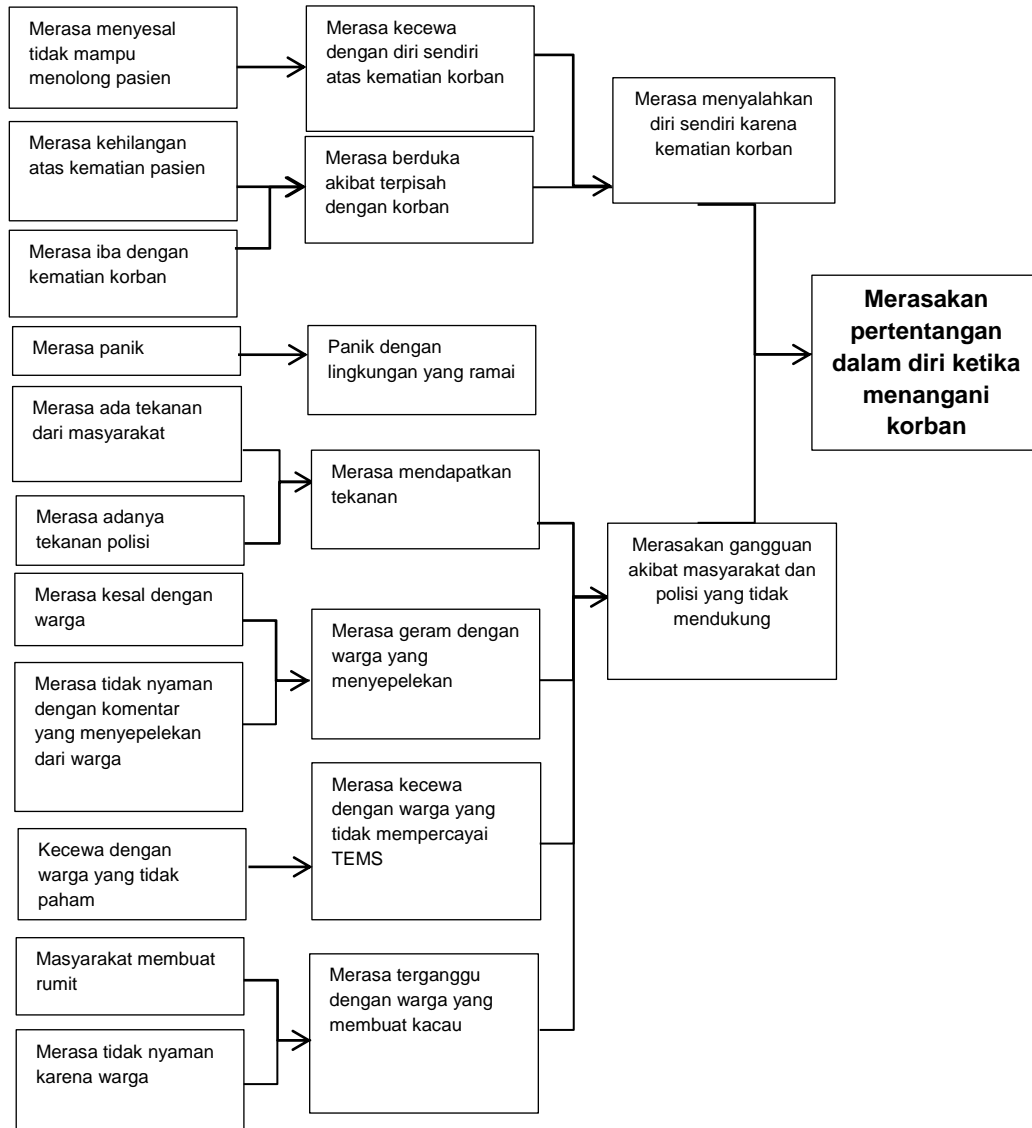 Merasa menyesal
tidak mampu
menolong pasien
Merasa kehilangan
atas kematian pasien
Merasa iba dengan
kematian korban
Merasa panik
Merasa ada tekanan
dari masyarakat
Merasa adanya
tekanan polisi
Merasa kesal dengan
warga
Merasa tidak nyaman
dengan komentar
yang menyepelekan
dari warga
Kecewa dengan
warga yang tidak
paham
Masyarakat membuat
rumit
Merasa tidak nyaman
karena warga
Merasa kecewa
dengan diri sendiri
atas kematian korban
Merasa berduka
akibat terpisah
dengan korban
Panik dengan
lingkungan yang ramai
Merasa mendapatkan
tekanan
Merasa geram dengan
warga yang
menyepelekan
Merasa kecewa
dengan warga yang
tidak mempercayai
TEMS
Merasa terganggu
dengan warga yang
membuat kacau
Merasa menyalahkan
diri sendiri karena
kematian korban
Merasakan gangguan
akibat masyarakat dan
polisi yang tidak
mendukung
Merasakan
pertentangan
dalam diri ketika
menangani
korban